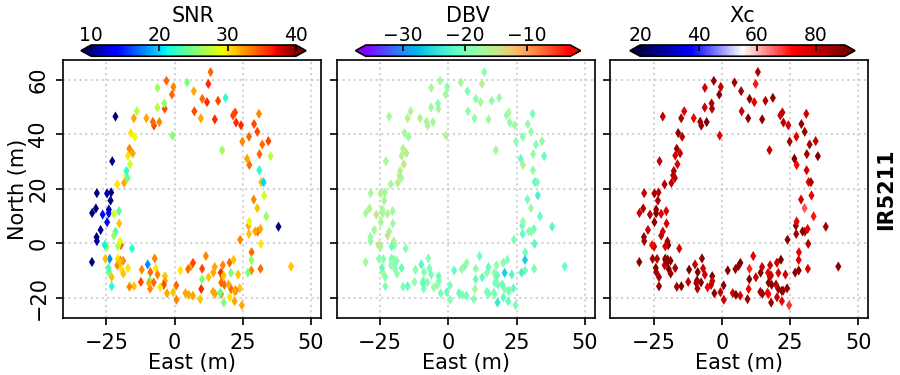 SNR DBV Xc
10 20 30 40 −30 −20 −10 20 40 60 80
60
40
20
0
−20
North (m)
IR5211
−25 0 25 50 −25 0 25 50 −25 0 25 50
East (m) East (m) East (m)